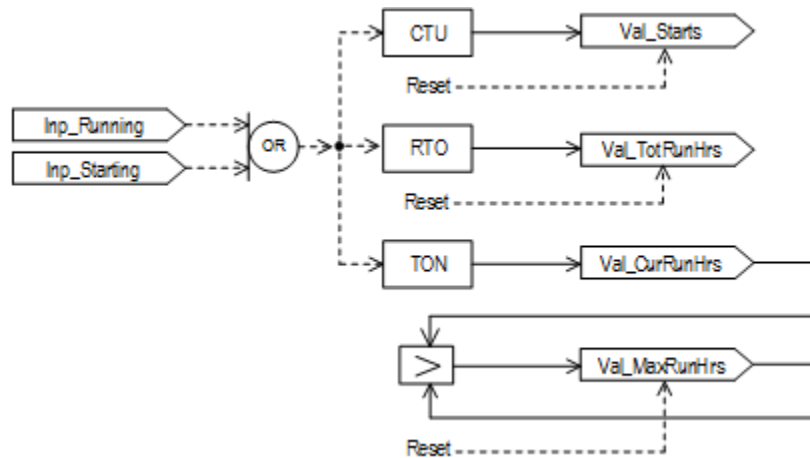 CTU
Val_Starts
Reset
Inp_Running
Inp_Starting
OR
RTO
Val_TotRunHrs
Reset
TON
Val_CurRunHrs
>
Val_MaxRunHrs
Reset